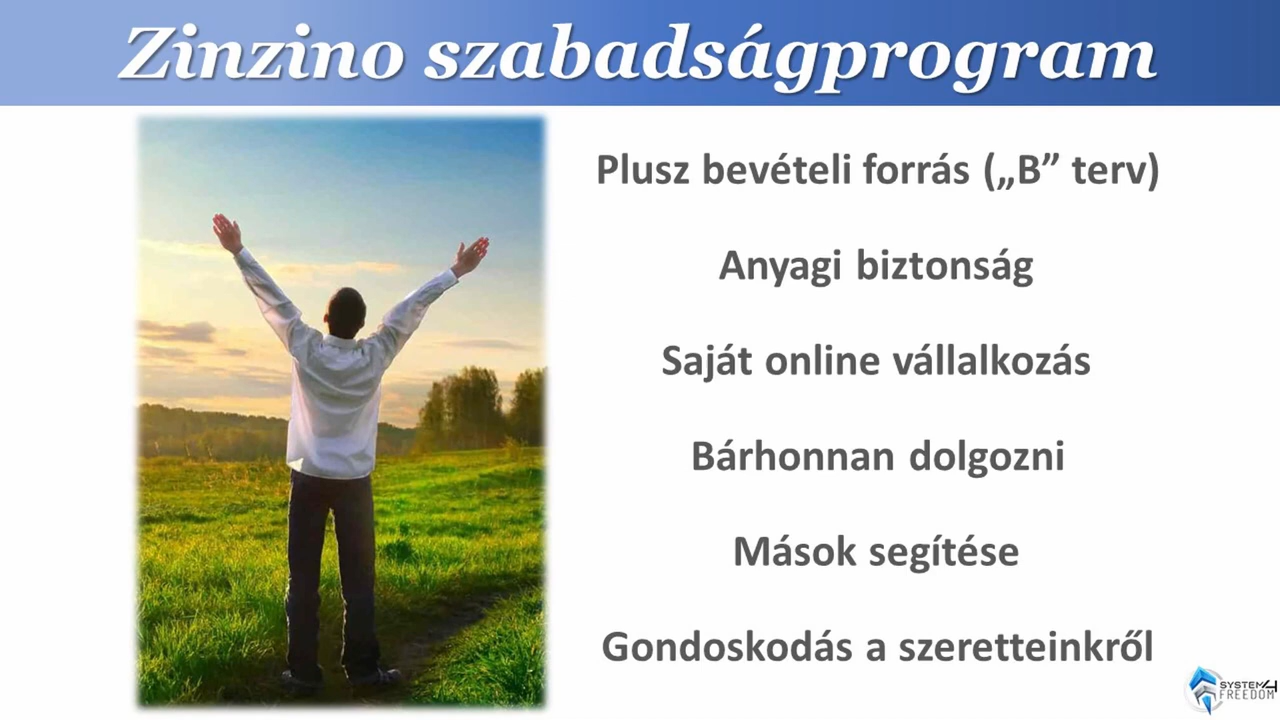 Zinzino szabadságprogram
Plusz bevételi forrás („B” terv)
Anyagi biztonság
Saját online vállalkozás
Bárhonnan dolgozni
Mások segítése
Gondoskodás a szeretteinkről
SYSTEM4
FREEDOM